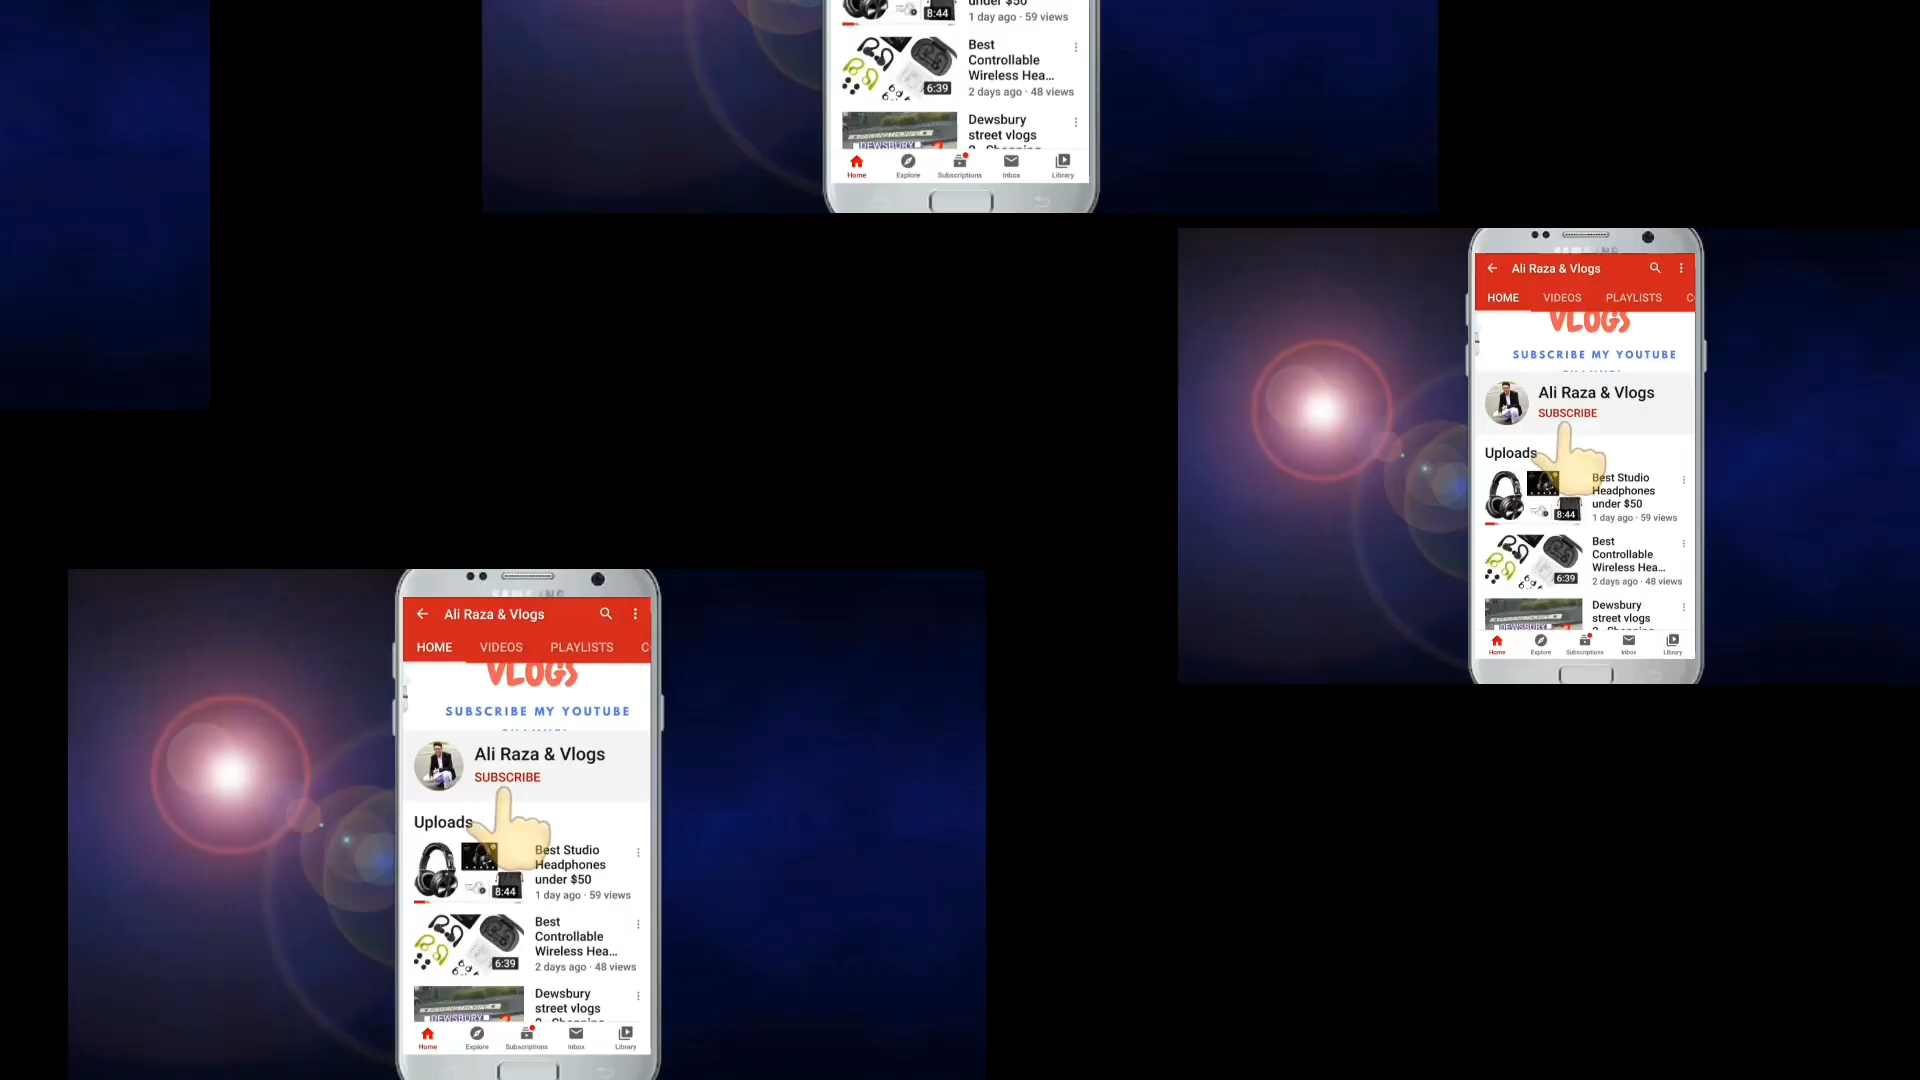 under $50
8:44
1 day ago · 59 views
Best
Controllable
Wireless Hea...
6:39
2 days ago · 48 views
Dewsbury
street vlogs
DEWSBURY
Home
Explore
Subscriptions
Inbox
Library
Ali Raza & Vlogs
HOME
VIDEOS
PLAYLISTS
VLOGS
SUBSCRIBE MY YOUTUBE
Ali Raza & Vlogs
SUBSCRIBE
Uploads
Best Studio
Headphones
under $50
8:44
1 day ago · 59 views
Best
Controllable
Wireless Hea...
6:39
2 days ago · 48 views
Dewsbury
street vlogs
DEWSBURY
Home
Explore
Subscriptions
Inbox
Library
Ali Raza & Vlogs
HOME
VIDEOS
PLAYLISTS
VLOGS
SUBSCRIBE MY YOUTUBE
Ali Raza & Vlogs
SUBSCRIBE
Uploads
Best Studio
Headphones
under $50
8:44
1 day ago · 59 views
Best
Controllable
Wireless Hea...
6:39
2 days ago · 48 views
Dewsbury
street vlogs
DEWSBURY
Home
Explore
Subscriptions
Inbox
Library